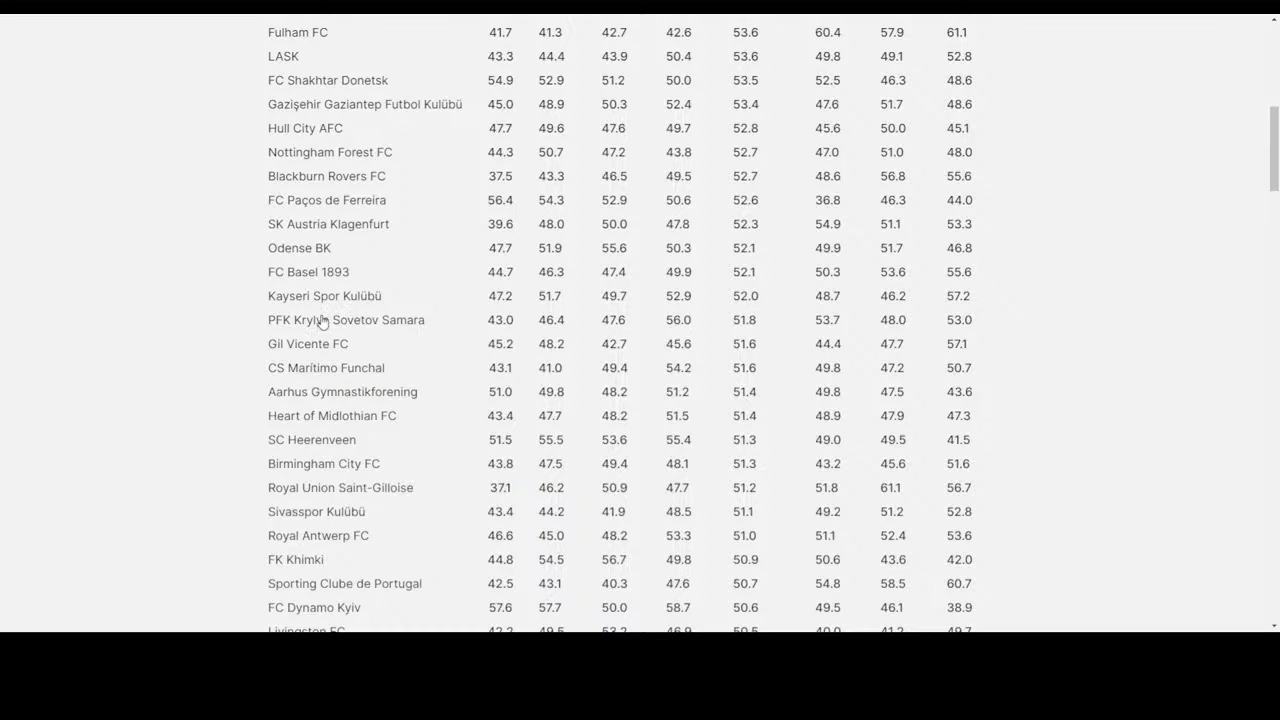 Fulham FC 41.7 41.3 42.7 42.6 53.6 60.4 57.9 61.1
LASK 43.3 44.4 43.9 50.4 53.6 49.8 49.1 52.8
FC Shakhtar Donetsk 54.9 52.9 51.2 50.0 53.5 52.5 46.3 48.6
Gazişehir Gaziantep Futbol Kulübü 45.0 48.9 50.3 52.4 53.4 47.6 51.7 48.6
Hull City AFC 47.7 49.6 47.6 49.7 52.8 45.6 50.0 45.1
Nottingham Forest FC 44.3 50.7 47.2 43.8 52.7 47.0 51.0 48.0
Blackburn Rovers FC 37.5 43.3 46.5 49.5 52.7 48.6 56.8 55.6
FC Paços de Ferreira 56.4 54.3 52.9 50.6 52.6 36.8 46.3 44.0
SK Austria Klagenfurt 39.6 48.0 50.0 47.8 52.3 54.9 51.1 53.3
Odense BK 47.7 51.9 55.6 50.3 52.1 49.9 51.7 46.8
FC Basel 1893 44.7 46.3 47.4 49.9 52.1 50.3 53.6 55.6
Kayseri Spor Kulübü 47.2 51.7 49.7 52.9 52.0 48.7 46.2 57.2
PFK Krylya Sovetov Samara 43.0 46.4 47.6 56.0 51.8 53.7 48.0 53.0
Gil Vicente FC 45.2 48.2 42.7 45.6 51.6 44.4 47.7 57.1
CS Marítimo Funchal 43.1 41.0 49.4 54.2 51.6 49.8 47.2 50.7
Aarhus Gymnastikforening 51.0 49.8 48.2 51.2 51.4 49.8 47.5 43.6
Heart of Midlothian FC 43.4 47.7 48.2 51.5 51.4 48.9 47.9 47.3
SC Heerenveen 51.5 55.5 53.6 55.4 51.3 49.0 49.5 41.5
Birmingham City FC 43.8 47.5 49.4 48.1 51.3 43.2 45.6 51.6
Royal Union Saint-Gilloise 37.1 46.2 50.9 47.7 51.2 51.8 61.1 56.7
Sivasspor Kulübü 43.4 44.2 41.9 48.5 51.1 49.2 51.2 52.8
Royal Antwerp FC 46.6 45.0 48.2 53.3 51.0 51.1 52.4 53.6
FK Khimki 44.8 54.5 56.7 49.8 50.9 50.6 43.6 42.0
Sporting Clube de Portugal 42.5 43.1 40.3 47.6 50.7 54.8 58.5 60.7
FC Dynamo Kyiv 57.6 57.7 50.0 58.7 50.6 49.5 46.1 38.9
Livingston FC 42.2 49.5 53.2 46.9 50.5 40.0 41.2 49.7